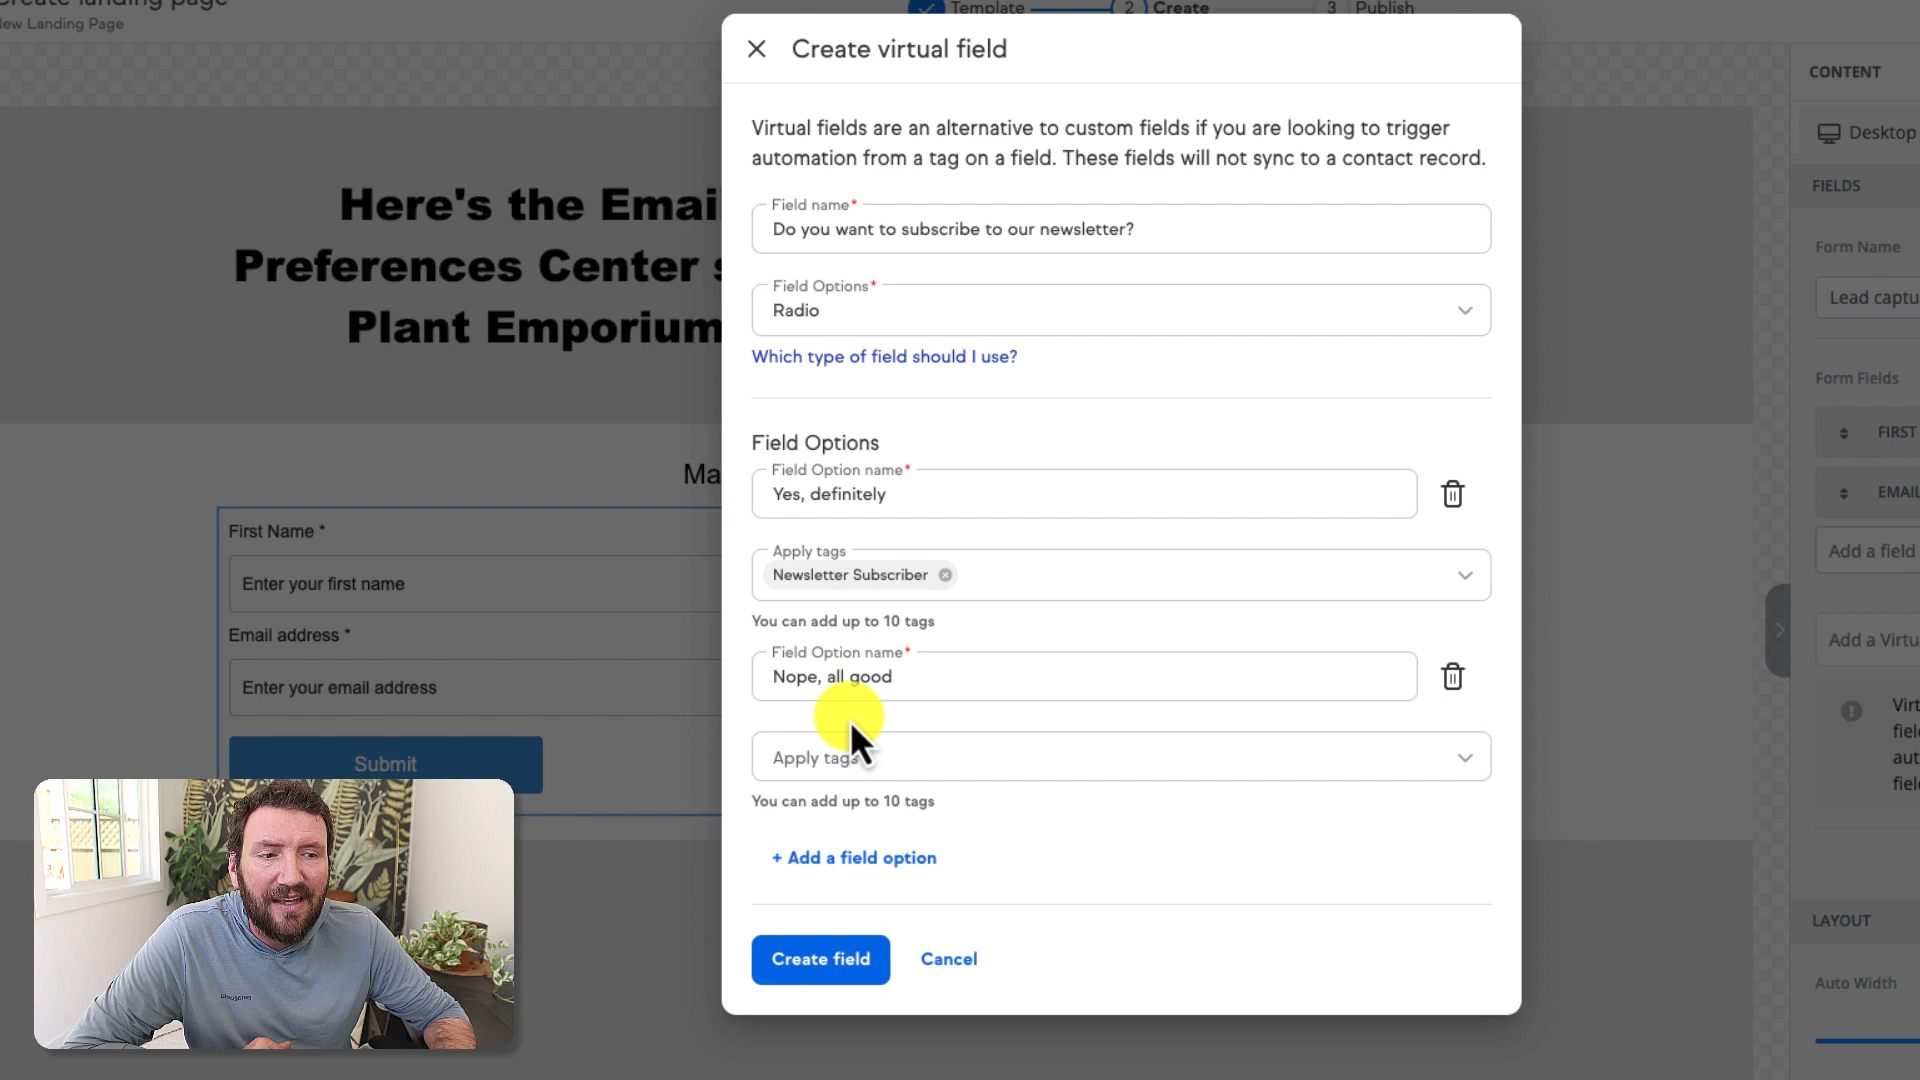 Create landing page
New Landing Page
Template
2 Create
3 Publish
Create virtual field
Virtual fields are an alternative to custom fields if you are looking to trigger
automation from a tag on a field. These fields will not sync to a contact record.
Field name*
Do you want to subscribe to our newsletter?
Field Options*
Radio
Which type of field should I use?
Field Options
Field Option name*
Yes, definitely
Apply tags
Newsletter Subscriber
You can add up to 10 tags
Field Option name*
Nope, all good
Apply tags
You can add up to 10 tags
+ Add a field option
Create field
Cancel
Here's the Email
Preferences Center
Plant Emporium
First Name *
Enter your first name
Email address *
Enter your email address
Submit
CONTENT
Desktop
FIELDS
Form Name
Lead captu
Form Fields
FIRST
EMAIL
Add a field
Add a Virtu
Virt
field
aut
field
LAYOUT
Auto Width